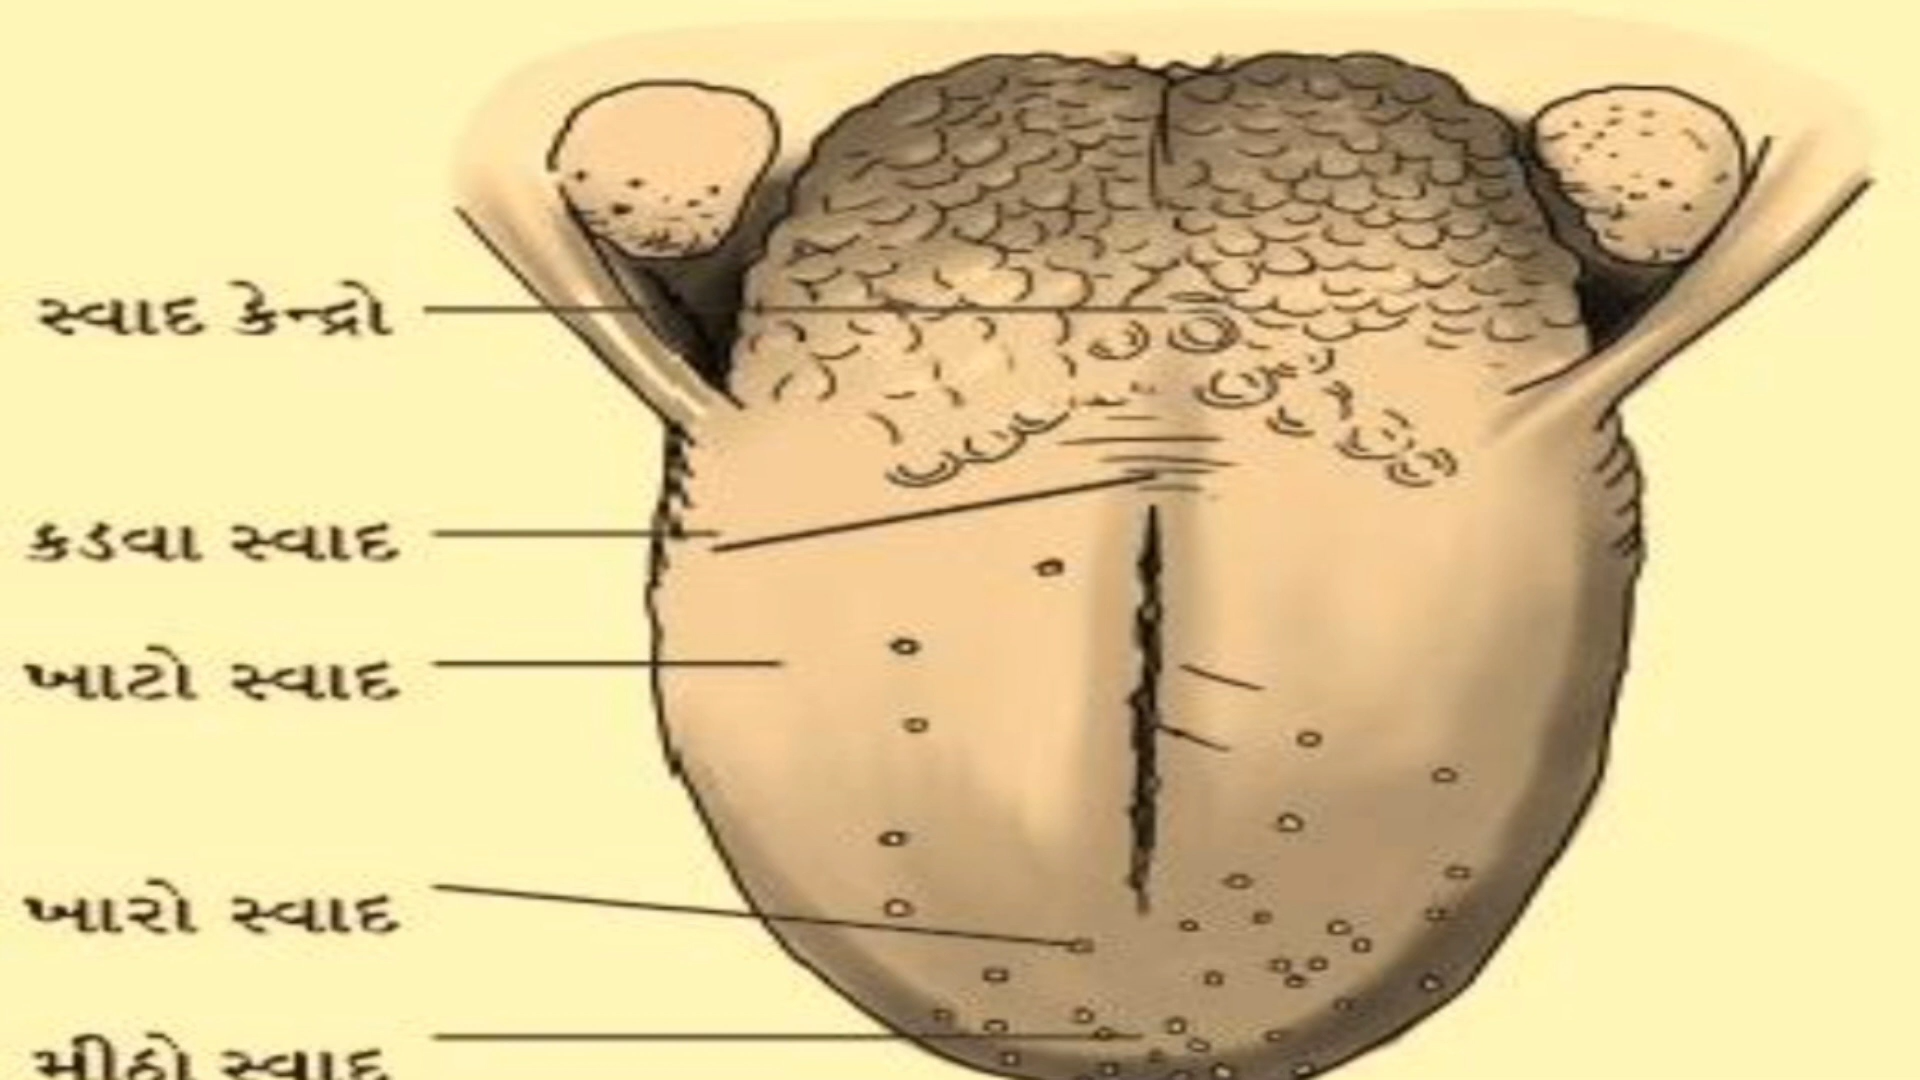 સ્વાદ કેન્દ્રો
કડવા સ્વાદ
ખાટો સ્વાદ
ખારો સ્વાદ
મીઠો સ્વાદ